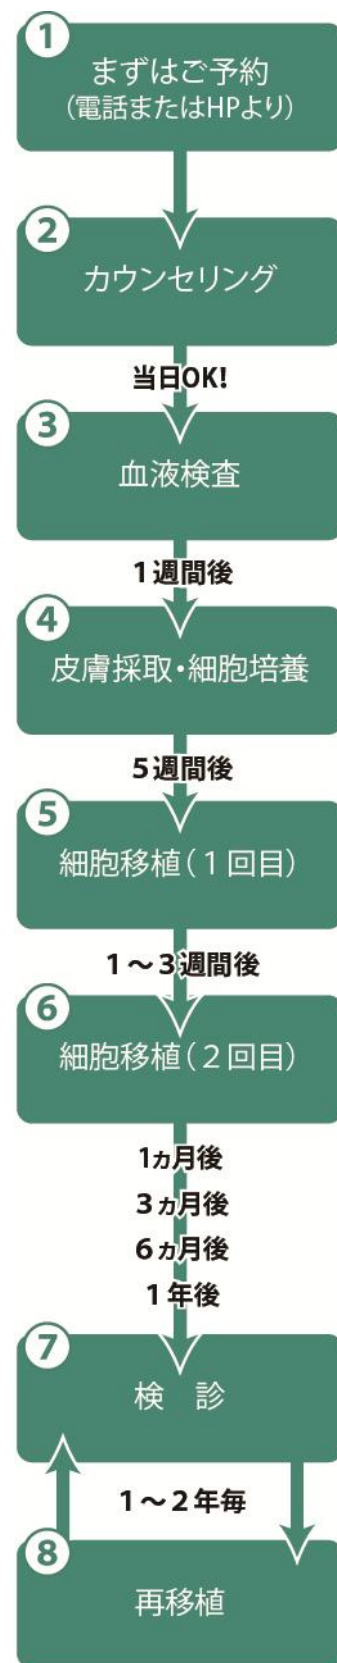 1
まずはご予約
(電話またはHPより)
2
カウンセリング
当日OK!
3
血液検査
1週間後
4
皮膚採取・細胞培養
5週間後
5
細胞移植(1回目)
1〜3週間後
6
細胞移植(2回目)
1ヵ月後
3ヵ月後
6ヵ月後
1年後
7
検 診
1〜2年毎
8
再移植